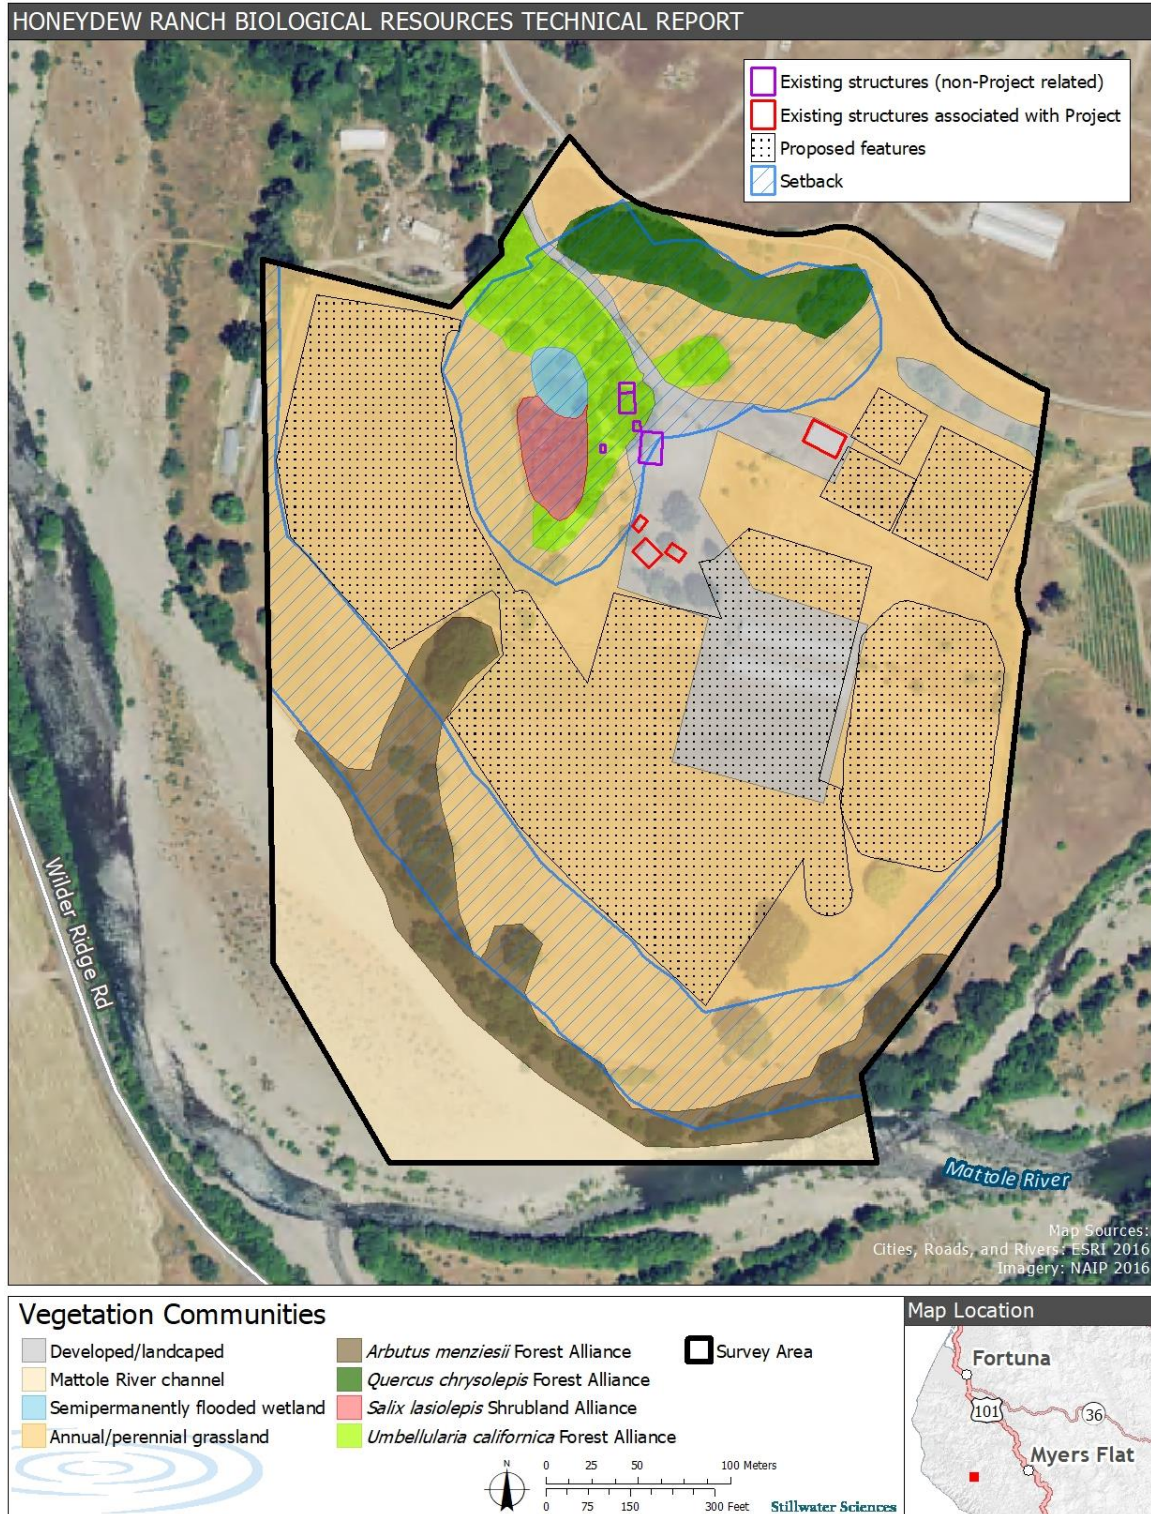 HONEYDEW RANCH BIOLOGICAL RESOURCES TECHNICAL REPORT
Existing structures (non-Project related)
Existing structures associated with Project
Proposed features
Setback
Wilder Ridge Rd
Mattole River
Map Sources:
Cities, Roads, and Rivers: ESRI 2016
Imagery: NAIP 2016
Vegetation Communities
Developed/landcaped
Mattole River channel
Semipermanently flooded wetland
Annual/perennial grassland
Arbutus menziesii Forest Alliance
Quercus chrysolepis Forest Alliance
Salix lasiolepis Shrubland Alliance
Umbellularia californica Forest Alliance
Survey Area
N
0 25 50 100 Meters
0 75 150 300 Feet
Stillwater Sciences
Map Location
Fortuna
101
36
Myers Flat